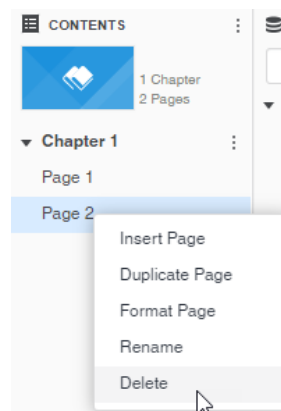 CONTENTS
1 Chapter
2 Pages
Chapter 1
Page 1
Page 2
Insert Page
Duplicate Page
Format Page
Rename
Delete